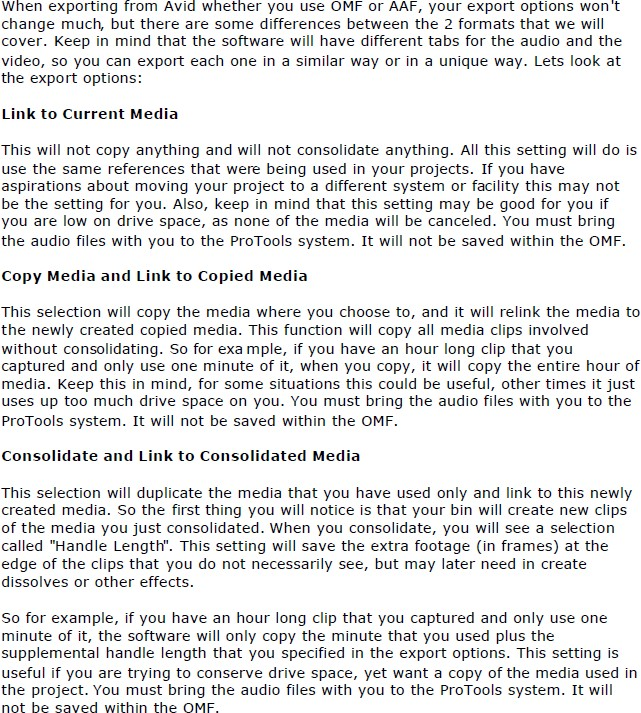 When exporting from Avid whether you use OMF or AAF, your export options won't
change much, but there are some differences between the 2 formats that we will
cover. Keep in mind that the software will have different tabs for the audio and the
video, so you can export each one in a similar way or in a unique way. Lets look at
the export options:
Link to Current Media
This will not copy anything and will not consolidate anything. All this setting will do is
use the same references that were being used in your projects. If you have
aspirations about moving your project to a different system or facility this may not
be the setting for you. Also, keep in mind that this setting may be good for you if
you are low on drive space, as none of the media will be canceled. You must bring
the audio files with you to the ProTools system. It will not be saved within the OMF.
Copy Media and Link to Copied Media
This selection will copy the media where you choose to, and it will relink the media to
the newly created copied media. This function will copy all media clips involved
without consolidating. So for exa mple, if you have an hour long clip that you
captured and only use one minute of it, when you copy, it will copy the entire hour of
media. Keep this in mind, for some situations this could be useful, other times it just
uses up too much drive space on you. You must bring the audio files with you to the
ProTools system. It will not be saved within the OMF.
Consolidate and Link to Consolidated Media
This selection will duplicate the media that you have used only and link to this newly
created media. So the first thing you will notice is that your bin will create new clips
of the media you just consolidated. When you consolidate, you will see a selection
called "Handle Length". This setting will save the extra footage (in frames) at the
edge of the clips that you do not necessarily see, but may later need in create
dissolves or other effects.
So for example, if you have an hour long clip that you captured and only use one
minute of it, the software will only copy the minute that you used plus the
supplemental handle length that you specified in the export options. This setting is
useful if you are trying to conserve drive space, yet want a copy of the media used in
the project. You must bring the audio files with you to the ProTools system. It will
not be saved within the OMF.